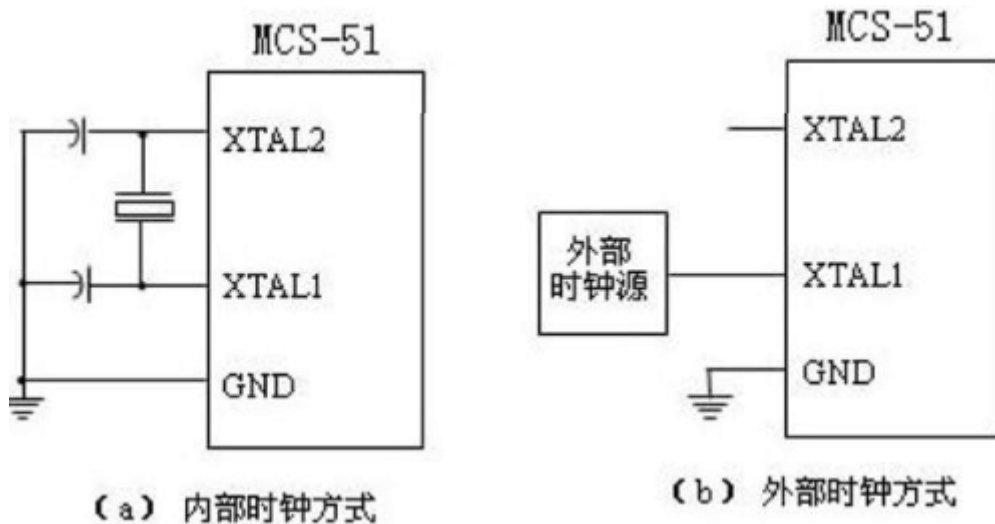 MCS-51
XTAL2
XTAL1
GND
(a) 内部时钟方式
MCS-51
XTAL2
外部
时钟源
XTAL1
GND
(b) 外部时钟方式